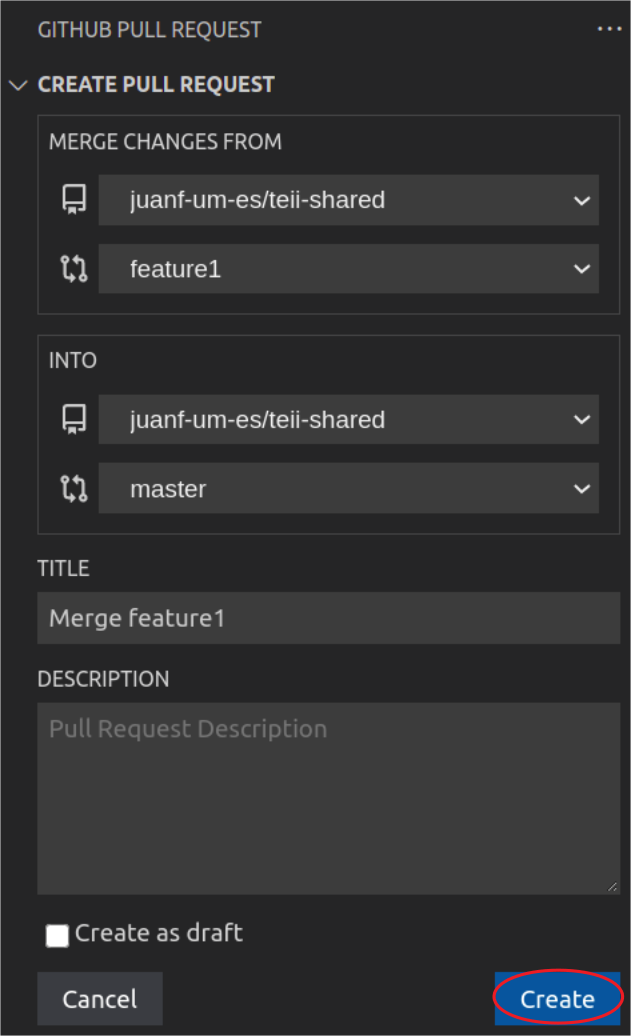 GITHUB PULL REQUEST
CREATE PULL REQUEST
MERGE CHANGES FROM
juanf-um-es/teii-shared
feature1
INTO
juanf-um-es/teii-shared
master
TITLE
Merge feature1
DESCRIPTION
Pull Request Description
Create as draft
Cancel
Create